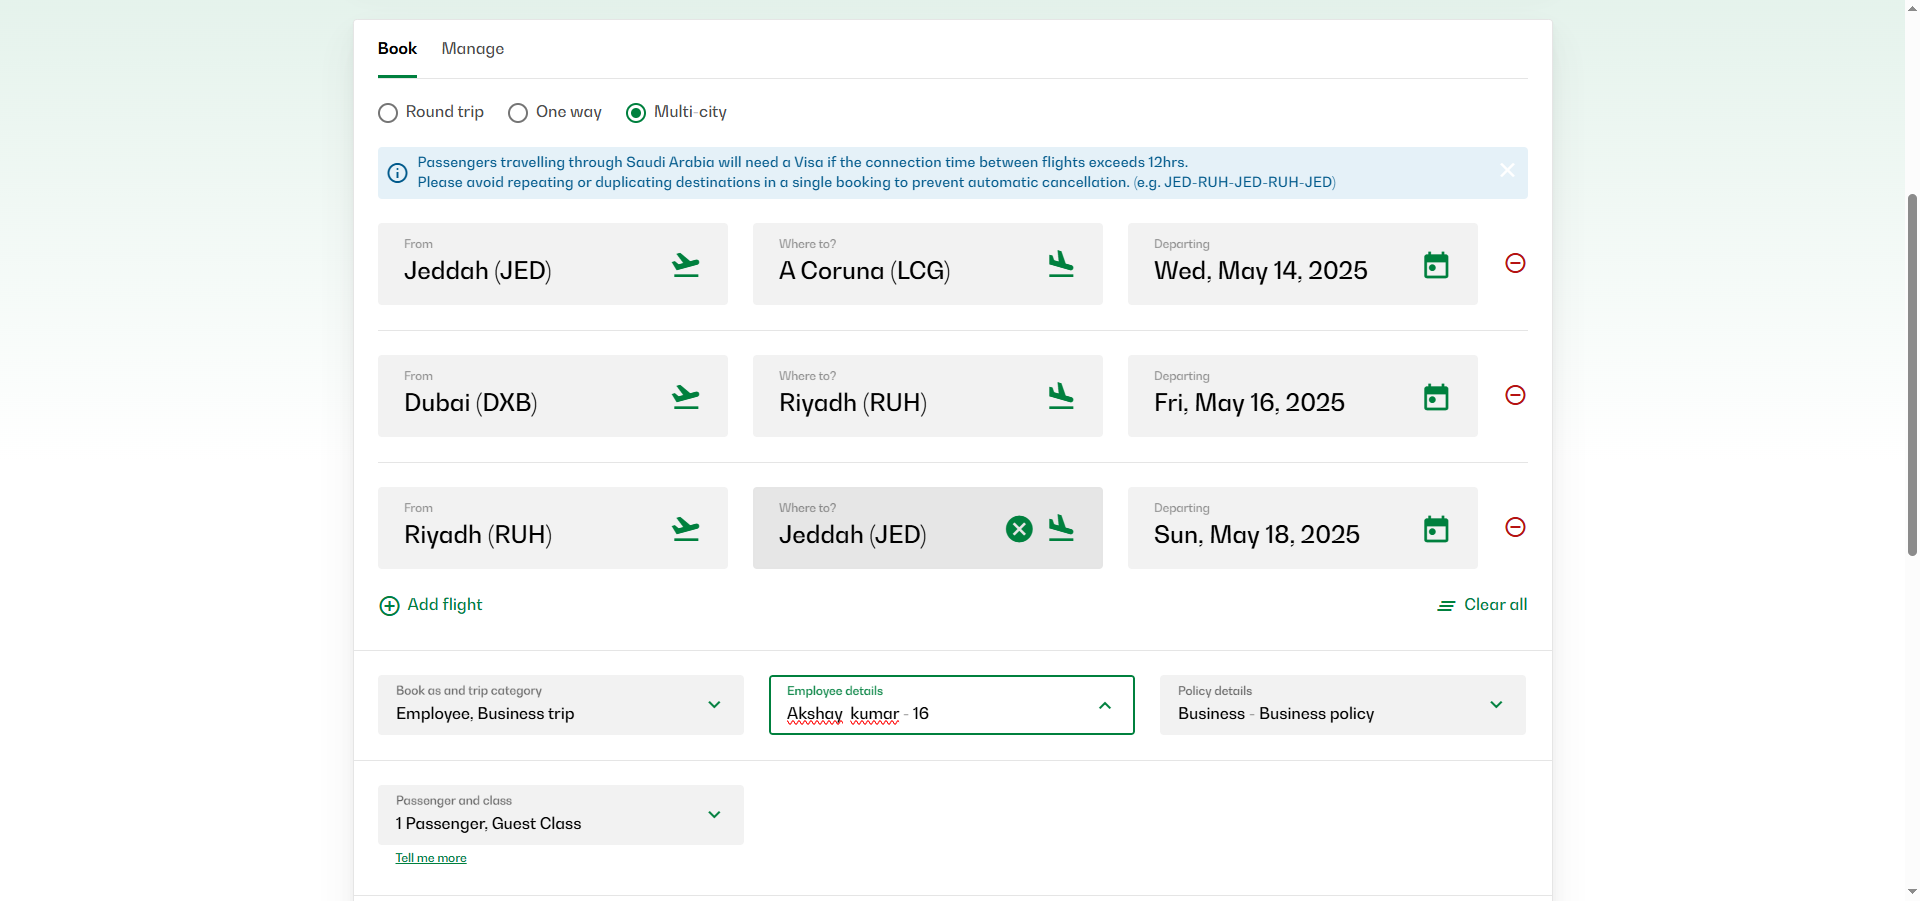 Book Manage
Round trip One way Multi-city
Passengers travelling through Saudi Arabia will need a Visa if the connection time between flights exceeds 12hrs.
Please avoid repeating or duplicating destinations in a single booking to prevent automatic cancellation. (e.g. JED-RUH-JED-RUH-JED)
From Where to? Departing
Jeddah (JED) A Coruna (LCG) Wed, May 14, 2025
From Where to? Departing
Dubai (DXB) Riyadh (RUH) Fri, May 16, 2025
From Where to? Departing
Riyadh (RUH) Jeddah (JED) Sun, May 18, 2025
Add flight Clear all
Book as and trip category Employee details Policy details
Employee, Business trip Akshay kumar - 16 Business - Business policy
Passenger and class
1 Passenger, Guest Class
Tell me more